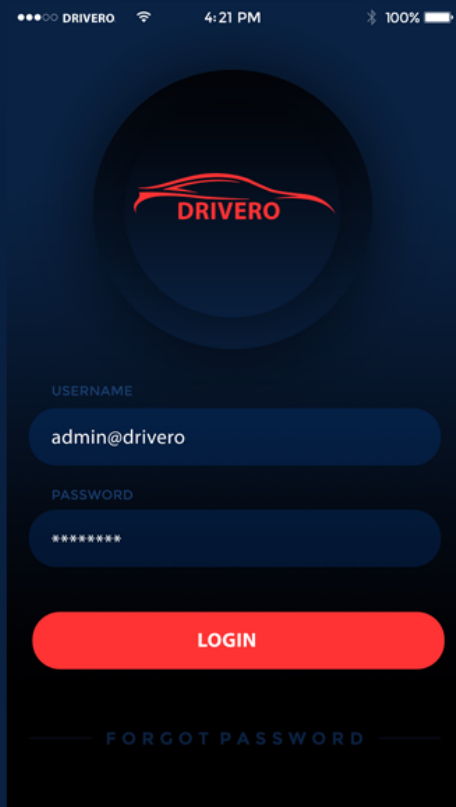 DRIVERO 4:21 PM 100%
DRIVERO
USERNAME
admin@drivero
PASSWORD
********
LOGIN
FORGOT PASSWORD